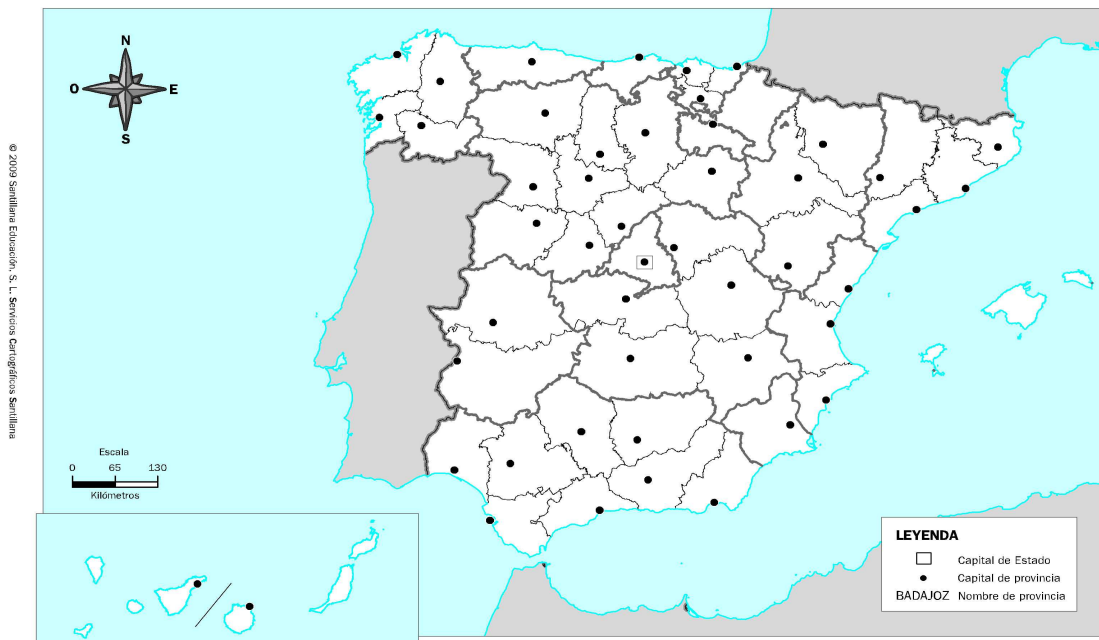 N
O E
S
© 2009 Santillana Educación, S. L. Servicios Cartográficos Santillana
Escala
0 65 130
Kilómetros
LEYENDA
Capital de Estado
Capital de provincia
BADAJOZ Nombre de provincia